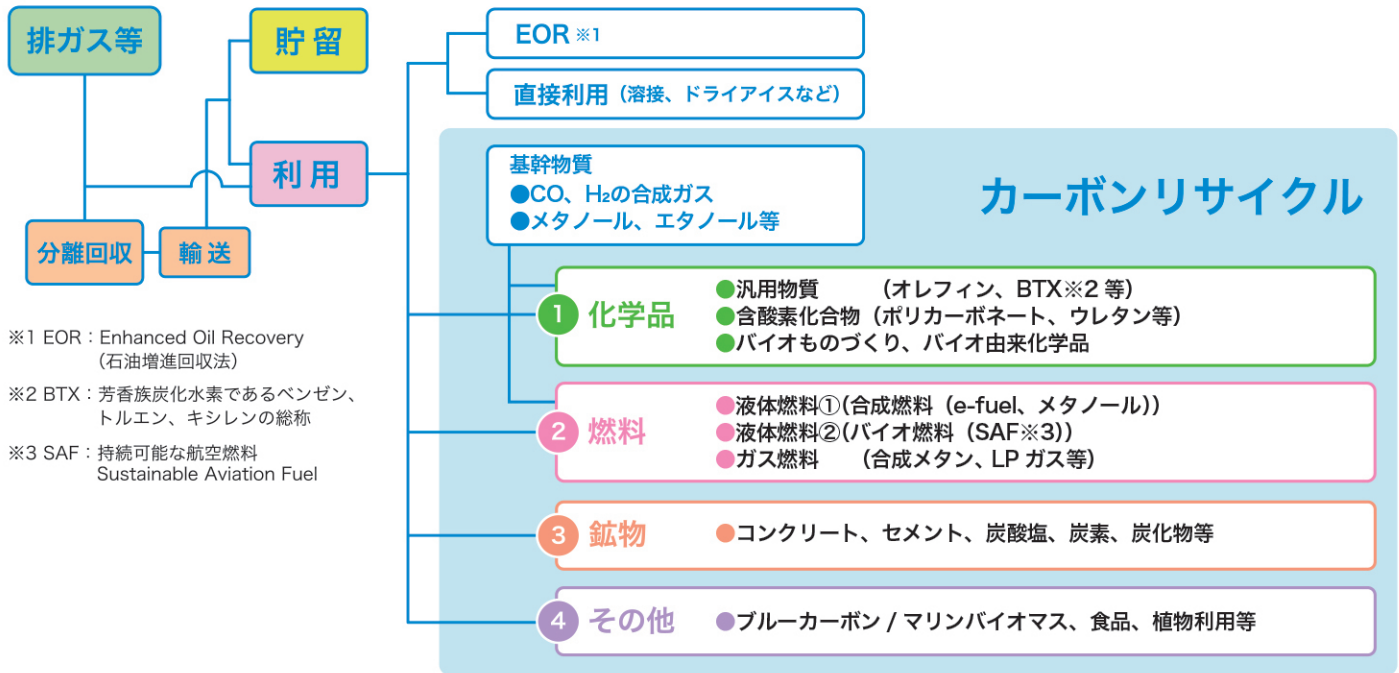 排ガス等
貯留
利用
分離回収
輸送
※1 EOR：Enhanced Oil Recovery
（石油増進回収法）
※2 BTX：芳香族炭化水素であるベンゼン、
トルエン、キシレンの総称
※3 SAF：持続可能な航空燃料
Sustainable Aviation Fuel
EOR ※1
直接利用（溶接、ドライアイスなど）
カーボンリサイクル
基幹物質
●CO、H₂の合成ガス
●メタノール、エタノール等
1 化学品
●汎用物質　　　（オレフィン、BTX※2 等）
●含酸素化合物（ポリカーボネート、ウレタン等）
●バイオものづくり、バイオ由来化学品
2 燃料
●液体燃料①（合成燃料（e-fuel、メタノール））
●液体燃料②（バイオ燃料（SAF※3））
●ガス燃料　　（合成メタン、LP ガス等）
3 鉱物
●コンクリート、セメント、炭酸塩、炭素、炭化物等
4 その他
●ブルーカーボン / マリンバイオマス、食品、植物利用等